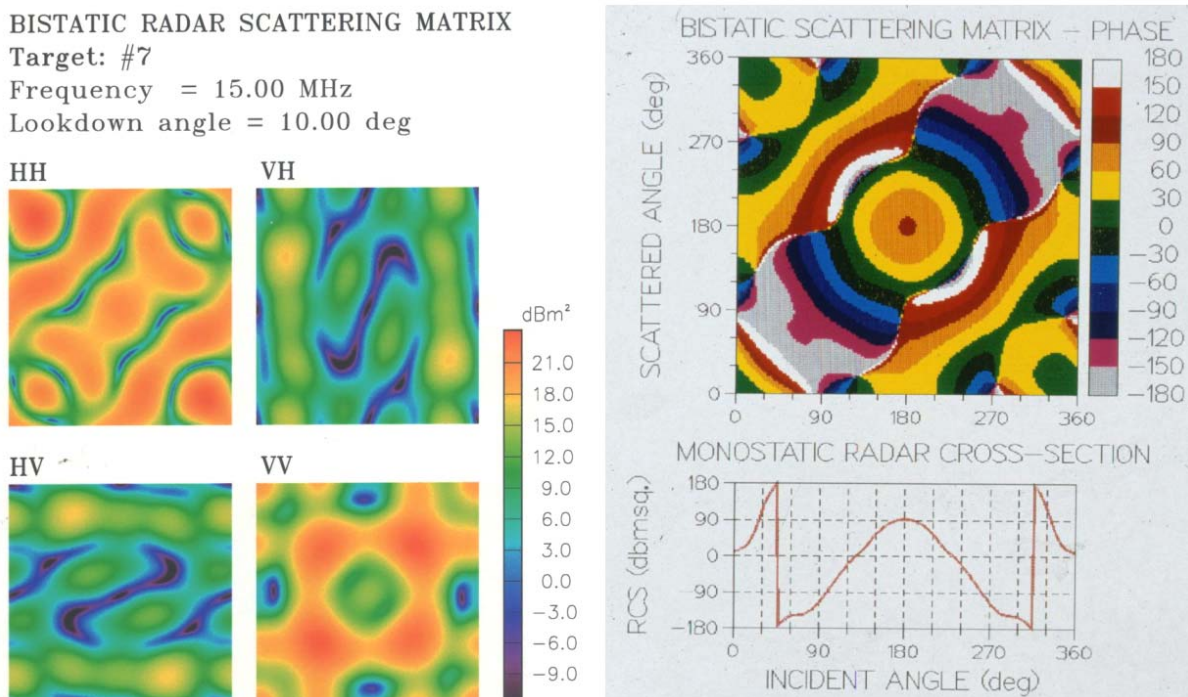 BISTATIC RADAR SCATTERING MATRIX
Target: #7
Frequency = 15.00 MHz
Lookdown angle = 10.00 deg
HH
VH
HV
VV
dBm²
21.0
18.0
15.0
12.0
9.0
6.0
3.0
0.0
−3.0
−6.0
−9.0
BISTATIC SCATTERING MATRIX – PHASE
SCATTERED ANGLE (deg)
360
270
180
90
0
0 90 180 270 360
180
150
120
90
60
30
0
−30
−60
−90
−120
−150
−180
MONOSTATIC RADAR CROSS–SECTION
RCS (dbmsq.)
180
90
0
−90
−180
0 90 180 270 360
INCIDENT ANGLE (deg)